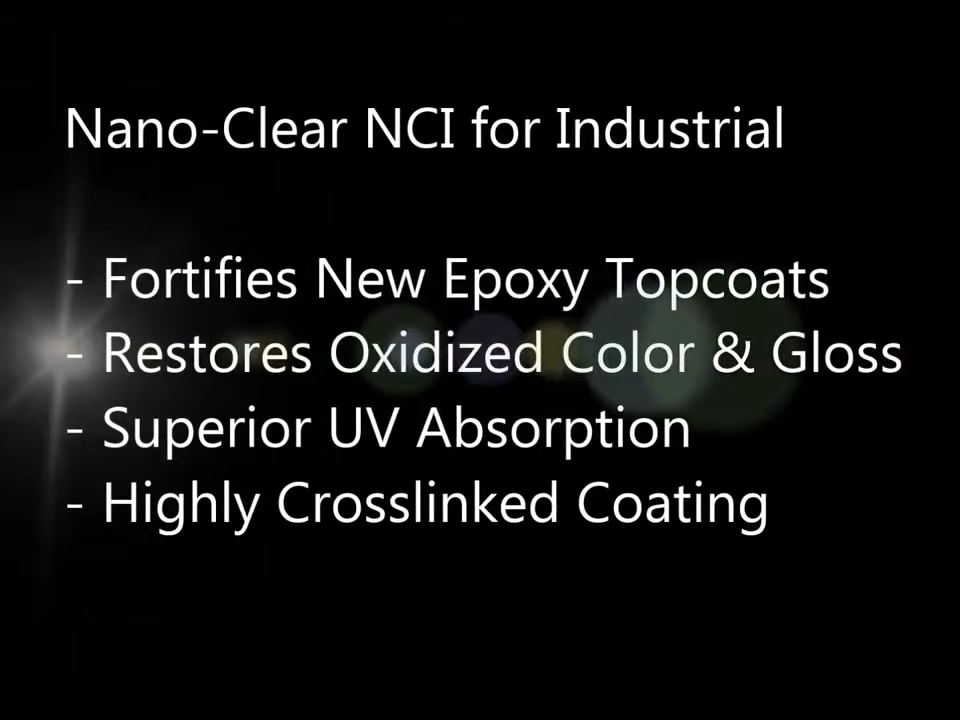 Nano-Clear NCI for Industrial
- Fortifies New Epoxy Topcoats
- Restores Oxidized Color & Gloss
- Superior UV Absorption
- Highly Crosslinked Coating